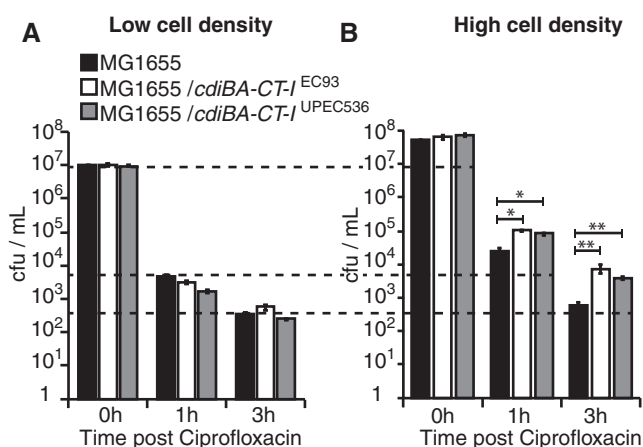 A Low cell density
MG1655
MG1655 /cdiBA-CT-I EC93
MG1655 /cdiBA-CT-I UPEC536
cfu / mL
10⁸
10⁷
10⁶
10⁵
10⁴
10³
10²
10¹
1
0h 1h 3h
Time post Ciprofloxacin
B High cell density
cfu / mL
10⁸
10⁷
10⁶
10⁵
10⁴
10³
10²
10¹
1
*
*
**
**
0h 1h 3h
Time post Ciprofloxacin